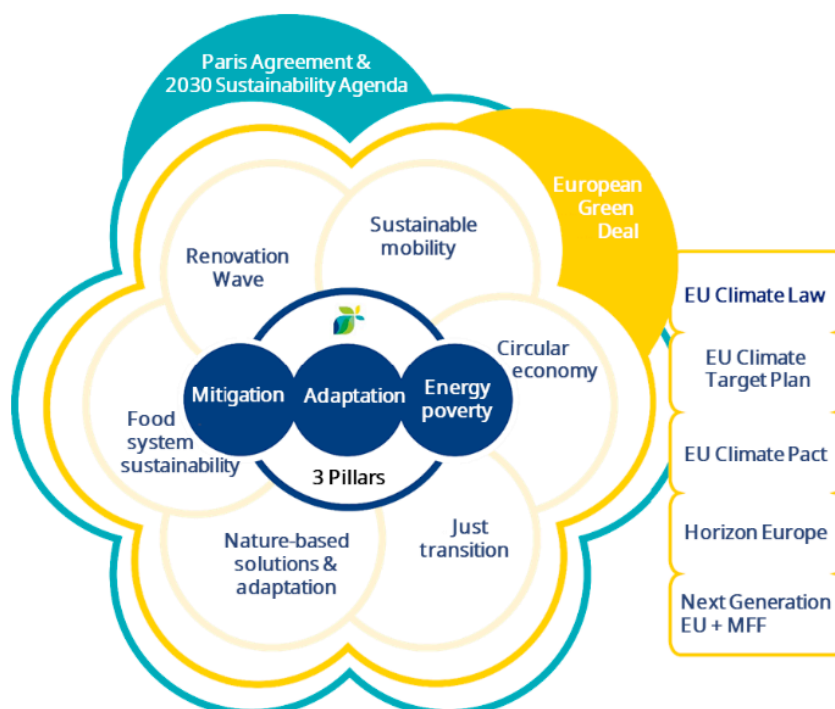 Paris Agreement &
2030 Sustainability Agenda
European
Green
Deal
Sustainable
mobility
Renovation
Wave
EU Climate Law
EU Climate
Target Plan
Circular
economy
Mitigation
Adaptation
Energy
poverty
Food
system
sustainability
3 Pillars
EU Climate Pact
Just
transition
Nature-based
solutions &
adaptation
Horizon Europe
Next Generation
EU + MFF